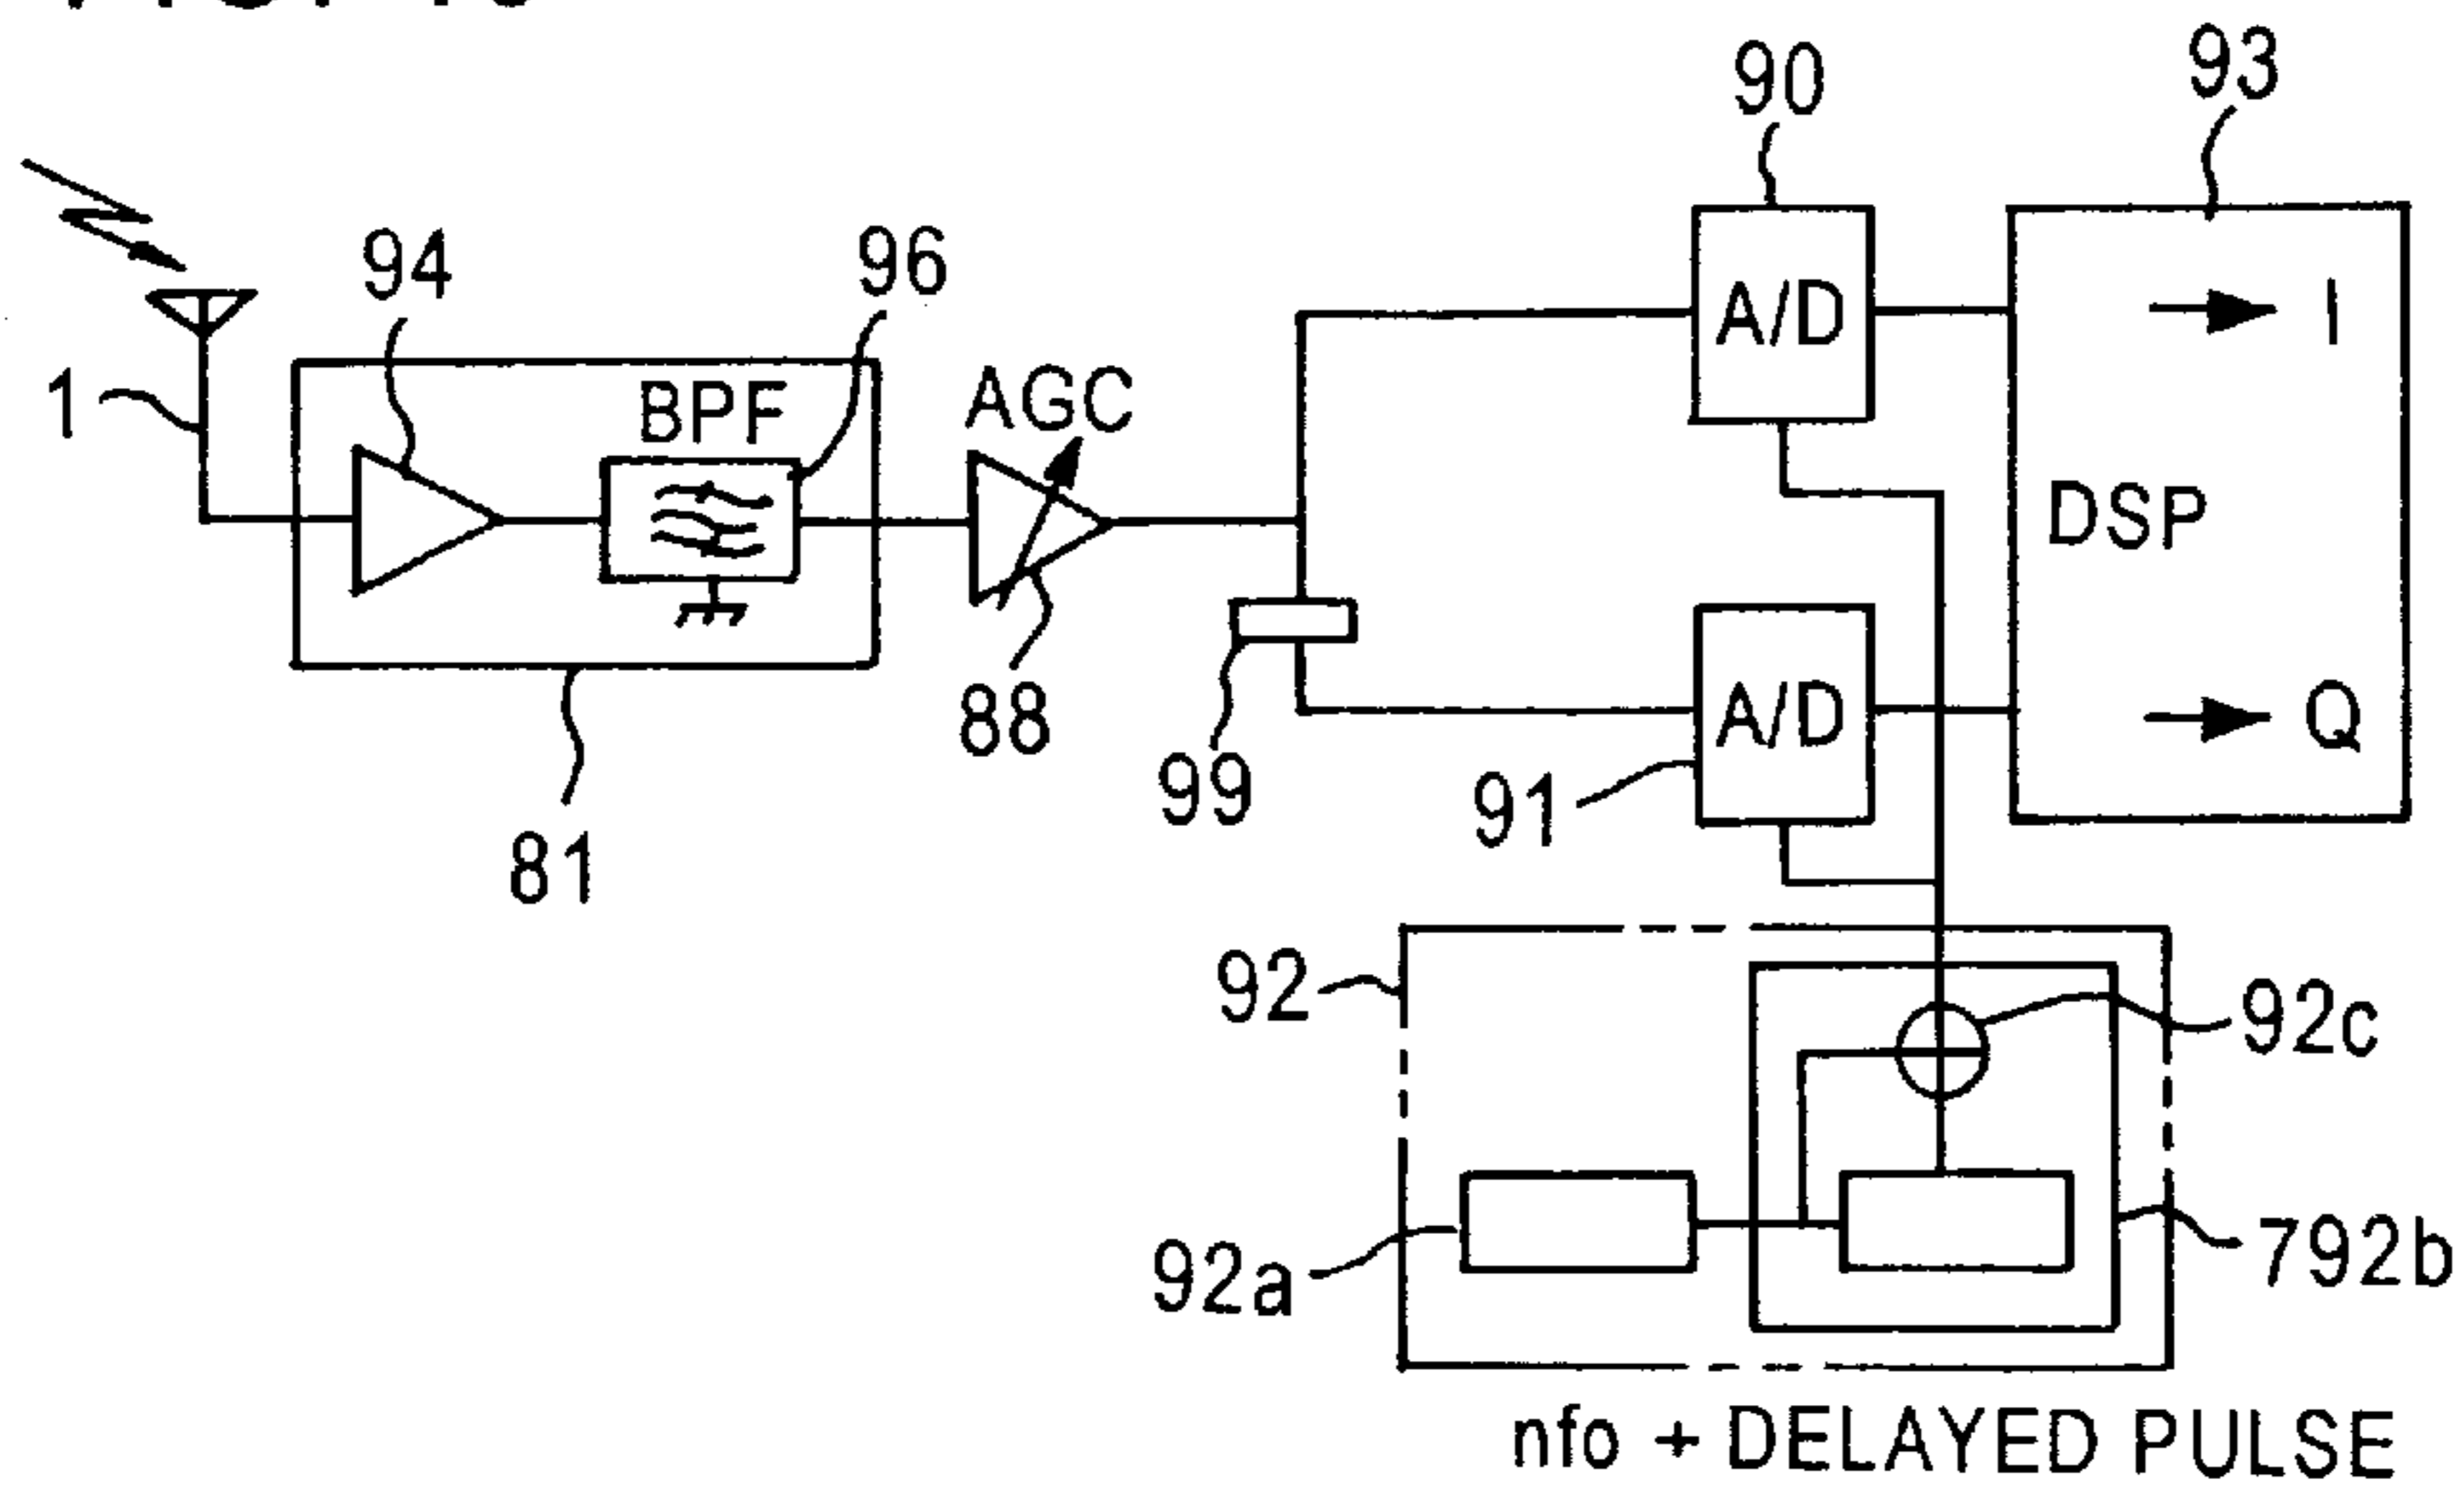 90
93
94
96
1
BPF
AGC
A/D
I
DSP
88
99
A/D
Q
91
81
92
92c
92a
792b
nfo + DELAYED PULSE